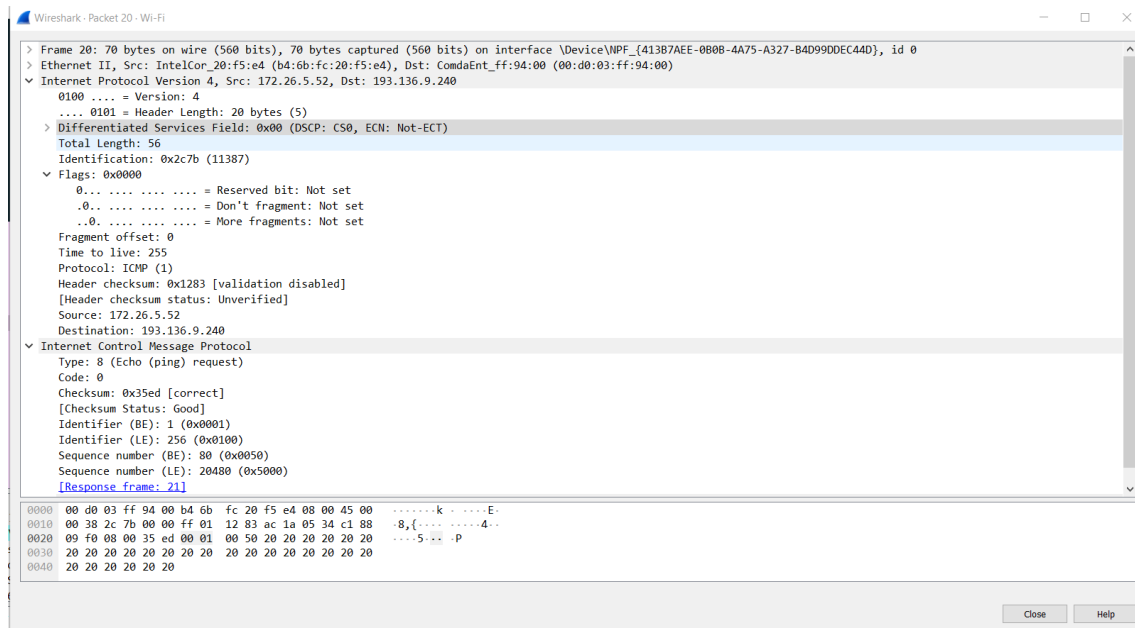 Wireshark · Packet 20 · Wi-Fi
Frame 20: 70 bytes on wire (560 bits), 70 bytes captured (560 bits) on interface \Device\NPF_{413B7AEE-0B0B-4A75-A327-B4D99DDEC44D}, id 0
Ethernet II, Src: IntelCor_20:f5:e4 (b4:6b:fc:20:f5:e4), Dst: ComdaEnt_ff:94:00 (00:d0:03:ff:94:00)
Internet Protocol Version 4, Src: 172.26.5.52, Dst: 193.136.9.240
0100 .... = Version: 4
.... 0101 = Header Length: 20 bytes (5)
Differentiated Services Field: 0x00 (DSCP: CS0, ECN: Not-ECT)
Total Length: 56
Identification: 0x2c7b (11387)
Flags: 0x0000
0... .... .... .... = Reserved bit: Not set
.0.. .... .... .... = Don't fragment: Not set
..0. .... .... .... = More fragments: Not set
Fragment offset: 0
Time to live: 255
Protocol: ICMP (1)
Header checksum: 0x1283 [validation disabled]
[Header checksum status: Unverified]
Source: 172.26.5.52
Destination: 193.136.9.240
Internet Control Message Protocol
Type: 8 (Echo (ping) request)
Code: 0
Checksum: 0x35ed [correct]
[Checksum Status: Good]
Identifier (BE): 1 (0x0001)
Identifier (LE): 256 (0x0100)
Sequence number (BE): 80 (0x0050)
Sequence number (LE): 20480 (0x5000)
[Response frame: 21]
0000 00 d0 03 ff 94 00 b4 6b fc 20 f5 e4 08 00 45 00 ·······k · ····E·
0010 00 38 2c 7b 00 00 ff 01 12 83 ac 1a 05 34 c1 88 ·8,{···· ·····4··
0020 09 f0 08 00 35 ed 00 01 00 50 20 20 20 20 20 20 ····5··· ·P
0030 20 20 20 20 20 20 20 20 20 20 20 20 20 20 20 20
0040 20 20 20 20 20 20
Close Help